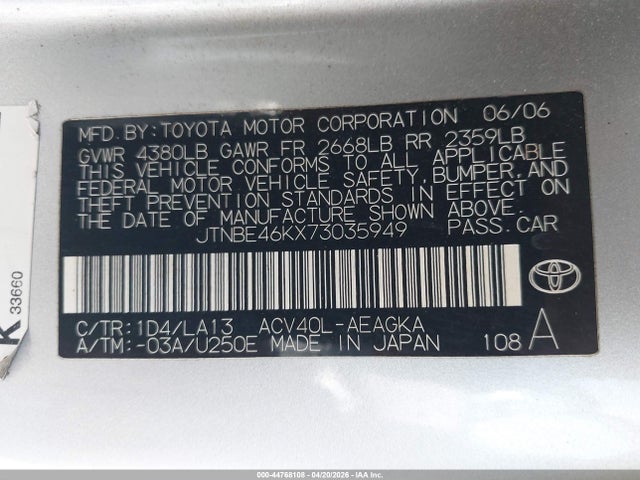 MFD. BY: TOYOTA MOTOR CORPORATION 06/06
GVWR 4380LB GAWR FR 2668LB RR 2359LB
THIS VEHICLE CONFORMS TO ALL APPLICABLE
FEDERAL MOTOR VEHICLE SAFETY, BUMPER, AND
THEFT PREVENTION STANDARDS IN EFFECT ON
THE DATE OF MANUFACTURE SHOWN ABOVE.
JTNBE46KX73035949 PASS.CAR
C/TR:1D4/LA13 ACV40L-AEAGKA
A/TM:-03A/U250E MADE IN JAPAN 108 A
K 33660
000-44768108 - 04/20/2026 - IAA Inc.